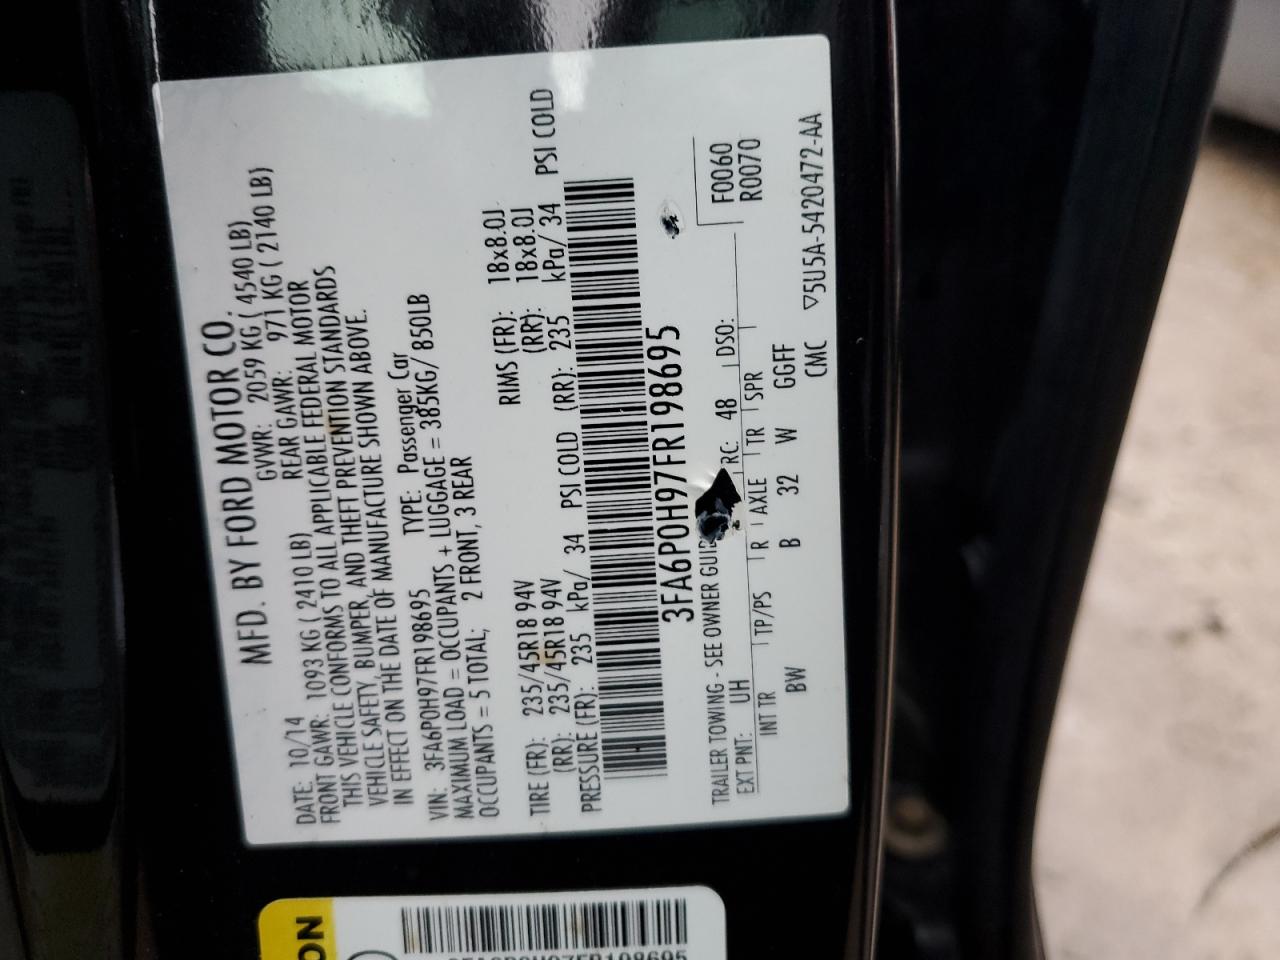 MFD. BY FORD MOTOR CO.
DATE: 10/14 GVWR: 2059 KG ( 4540 LB)
FRONT GAWR: 1093 KG ( 2410 LB) REAR GAWR: 971 KG ( 2140 LB)
THIS VEHICLE CONFORMS TO ALL APPLICABLE FEDERAL MOTOR
VEHICLE SAFETY, BUMPER, AND THEFT PREVENTION STANDARDS
IN EFFECT ON THE DATE OF MANUFACTURE SHOWN ABOVE.
VIN: 3FA6P0H97FR198695 TYPE: Passenger Car
MAXIMUM LOAD = OCCUPANTS + LUGGAGE = 385KG/ 850LB
OCCUPANTS = 5 TOTAL, 2 FRONT, 3 REAR
TIRE (FR): 235/45R18 94V RIMS (FR): 18x8.0J
(RR): 235/45R18 94V (RR): 18x8.0J
PRESSURE (FR): 235 kPa/ 34 PSI COLD (RR): 235 kPa/ 34 PSI COLD
3FA6P0H97FR198695
TRAILER TOWING - SEE OWNER F0060
EXT PNT: UH RC: 48 DSO: R0070
INT TR TP/PS R AXLE TR SPR
BW B 32 W GGFF
CMC ▽5U5A-5420472-AA